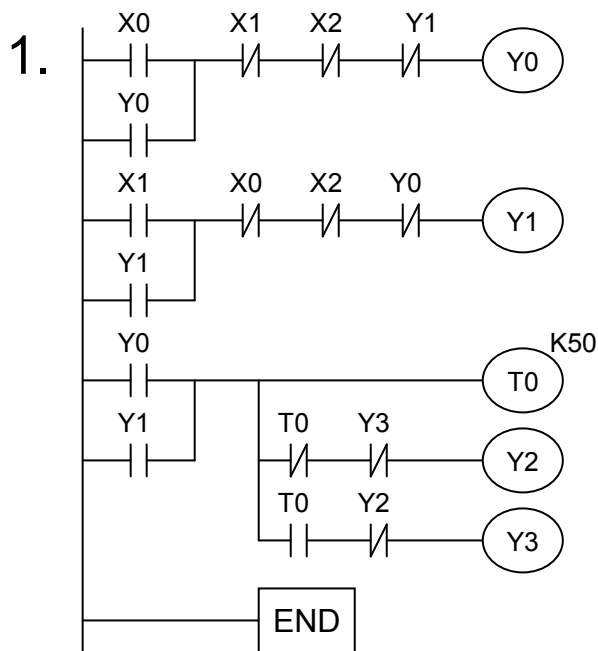 1.
X0 X1 X2 Y1
Y0
Y0
X1 X0 X2 Y0
Y1
Y1
Y0 K50
T0
Y1 T0 Y3
Y2
T0 Y2
Y3
END